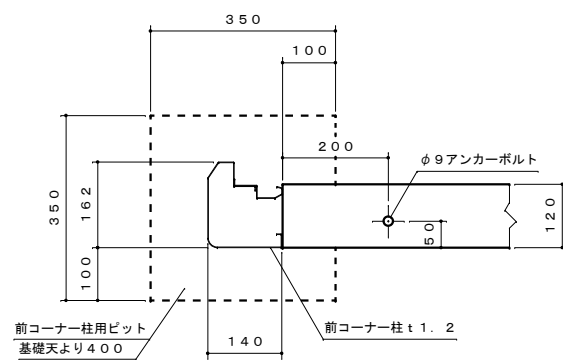 ３５０
１００
２００
φ９アンカーボルト
３５０
１６２
１００
１２０
５０
前コーナー柱用ピット
基礎天より４００
１４０
前コーナー柱ｔ１．２